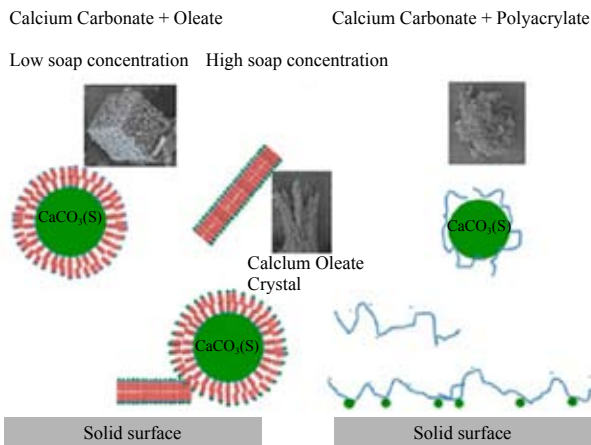 Calcium Carbonate + Oleate
Calcium Carbonate + Polyacrylate
Low soap concentration
High soap concentration
CaCO₃(S)
CaCO₃(S)
Calclum Oleate
Crystal
CaCO₃(S)
Solid surface
Solid surface